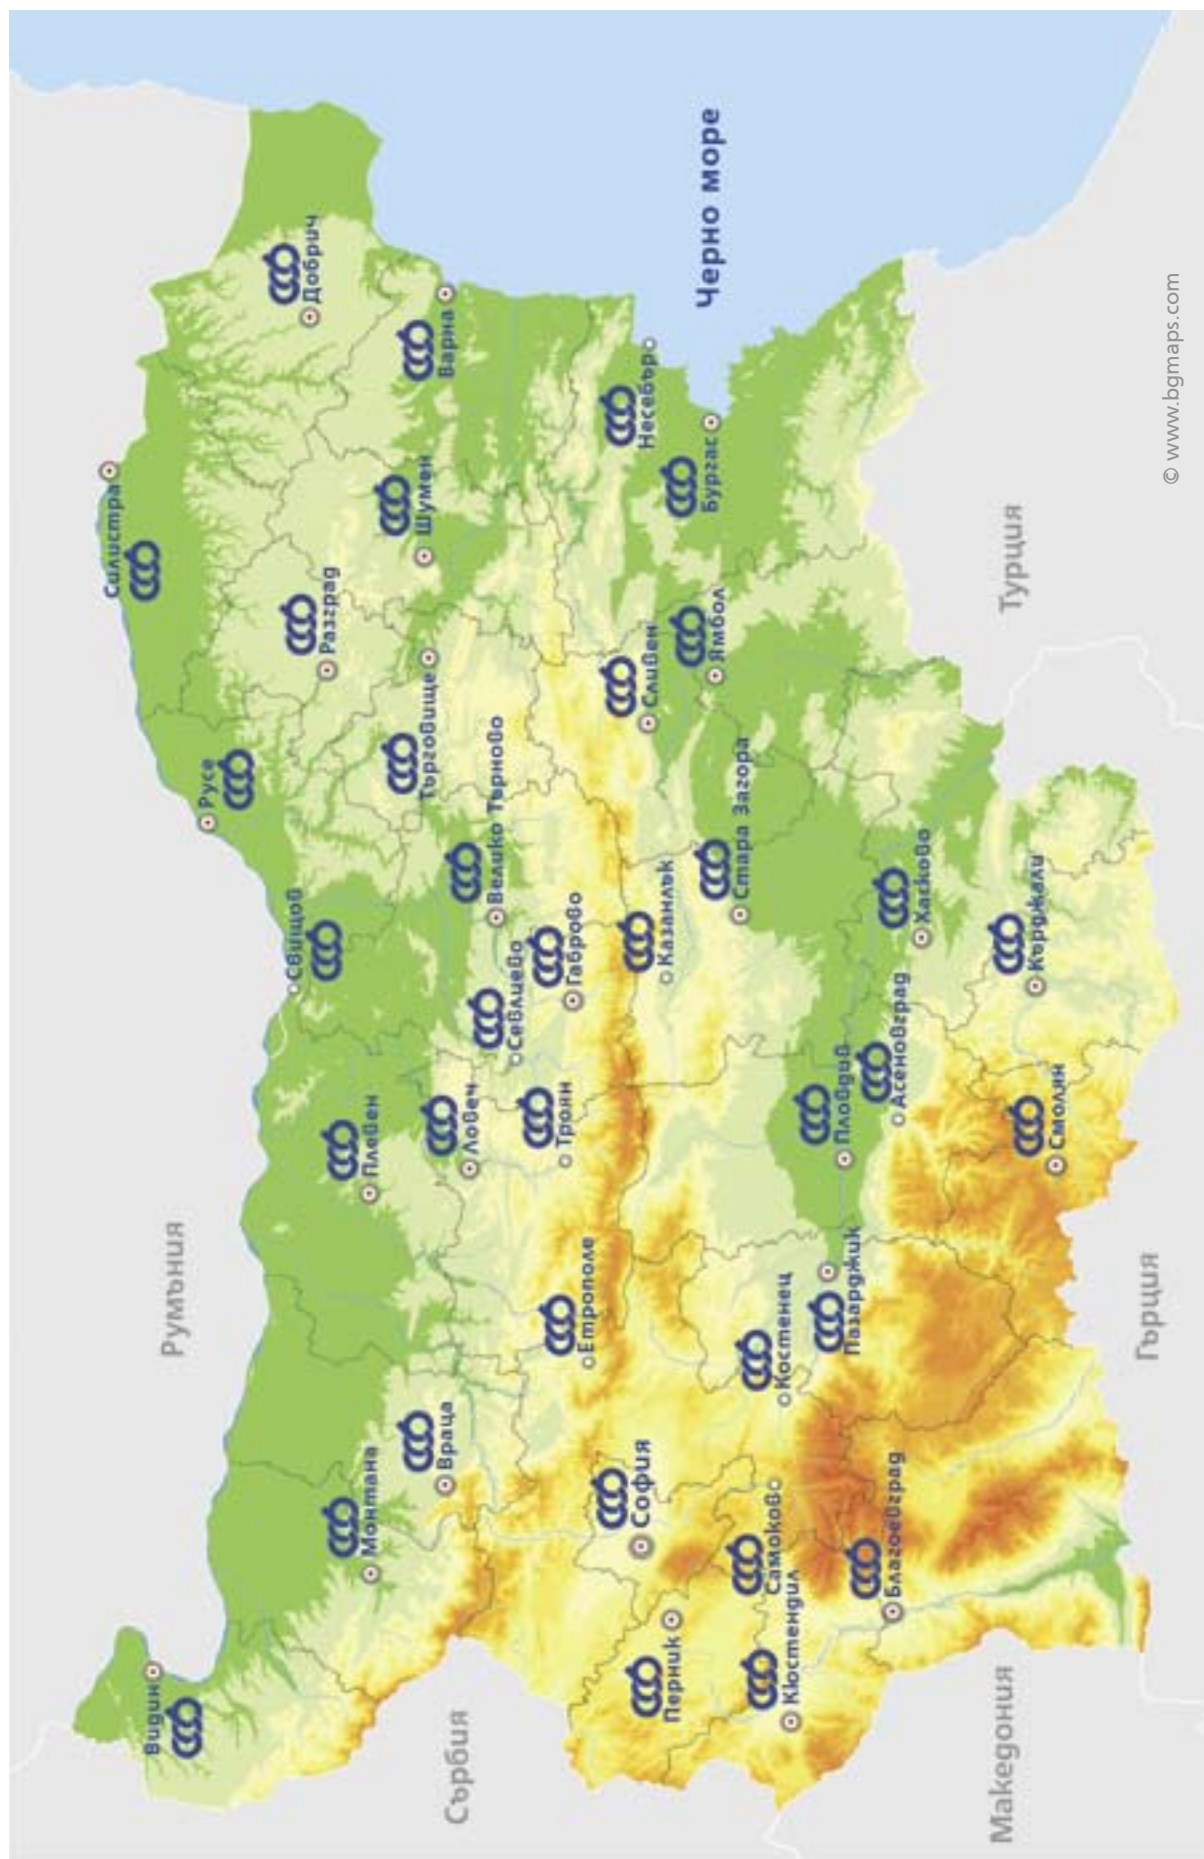 Румъния
Видин
Силистра
Русе
Свищов
Добрич
Разград
Монтана
Плевен
Варна
Шумен
Търговище
Враца
Ловеч
Велико Търново
Севлиево
Габрово
Троян
Етрополе
Сърбия
София
Несебър
Сливен
Казанлък
Перник
Бургас
Черно море
Ямбол
Стара Загора
Костенец
Самоков
Кюстендил
Пловдив
Пазарджик
Асеновград
Хасково
Благоевград
Кърджали
Смолян
Македония
Турция
Гърция
© www.bgmaps.com